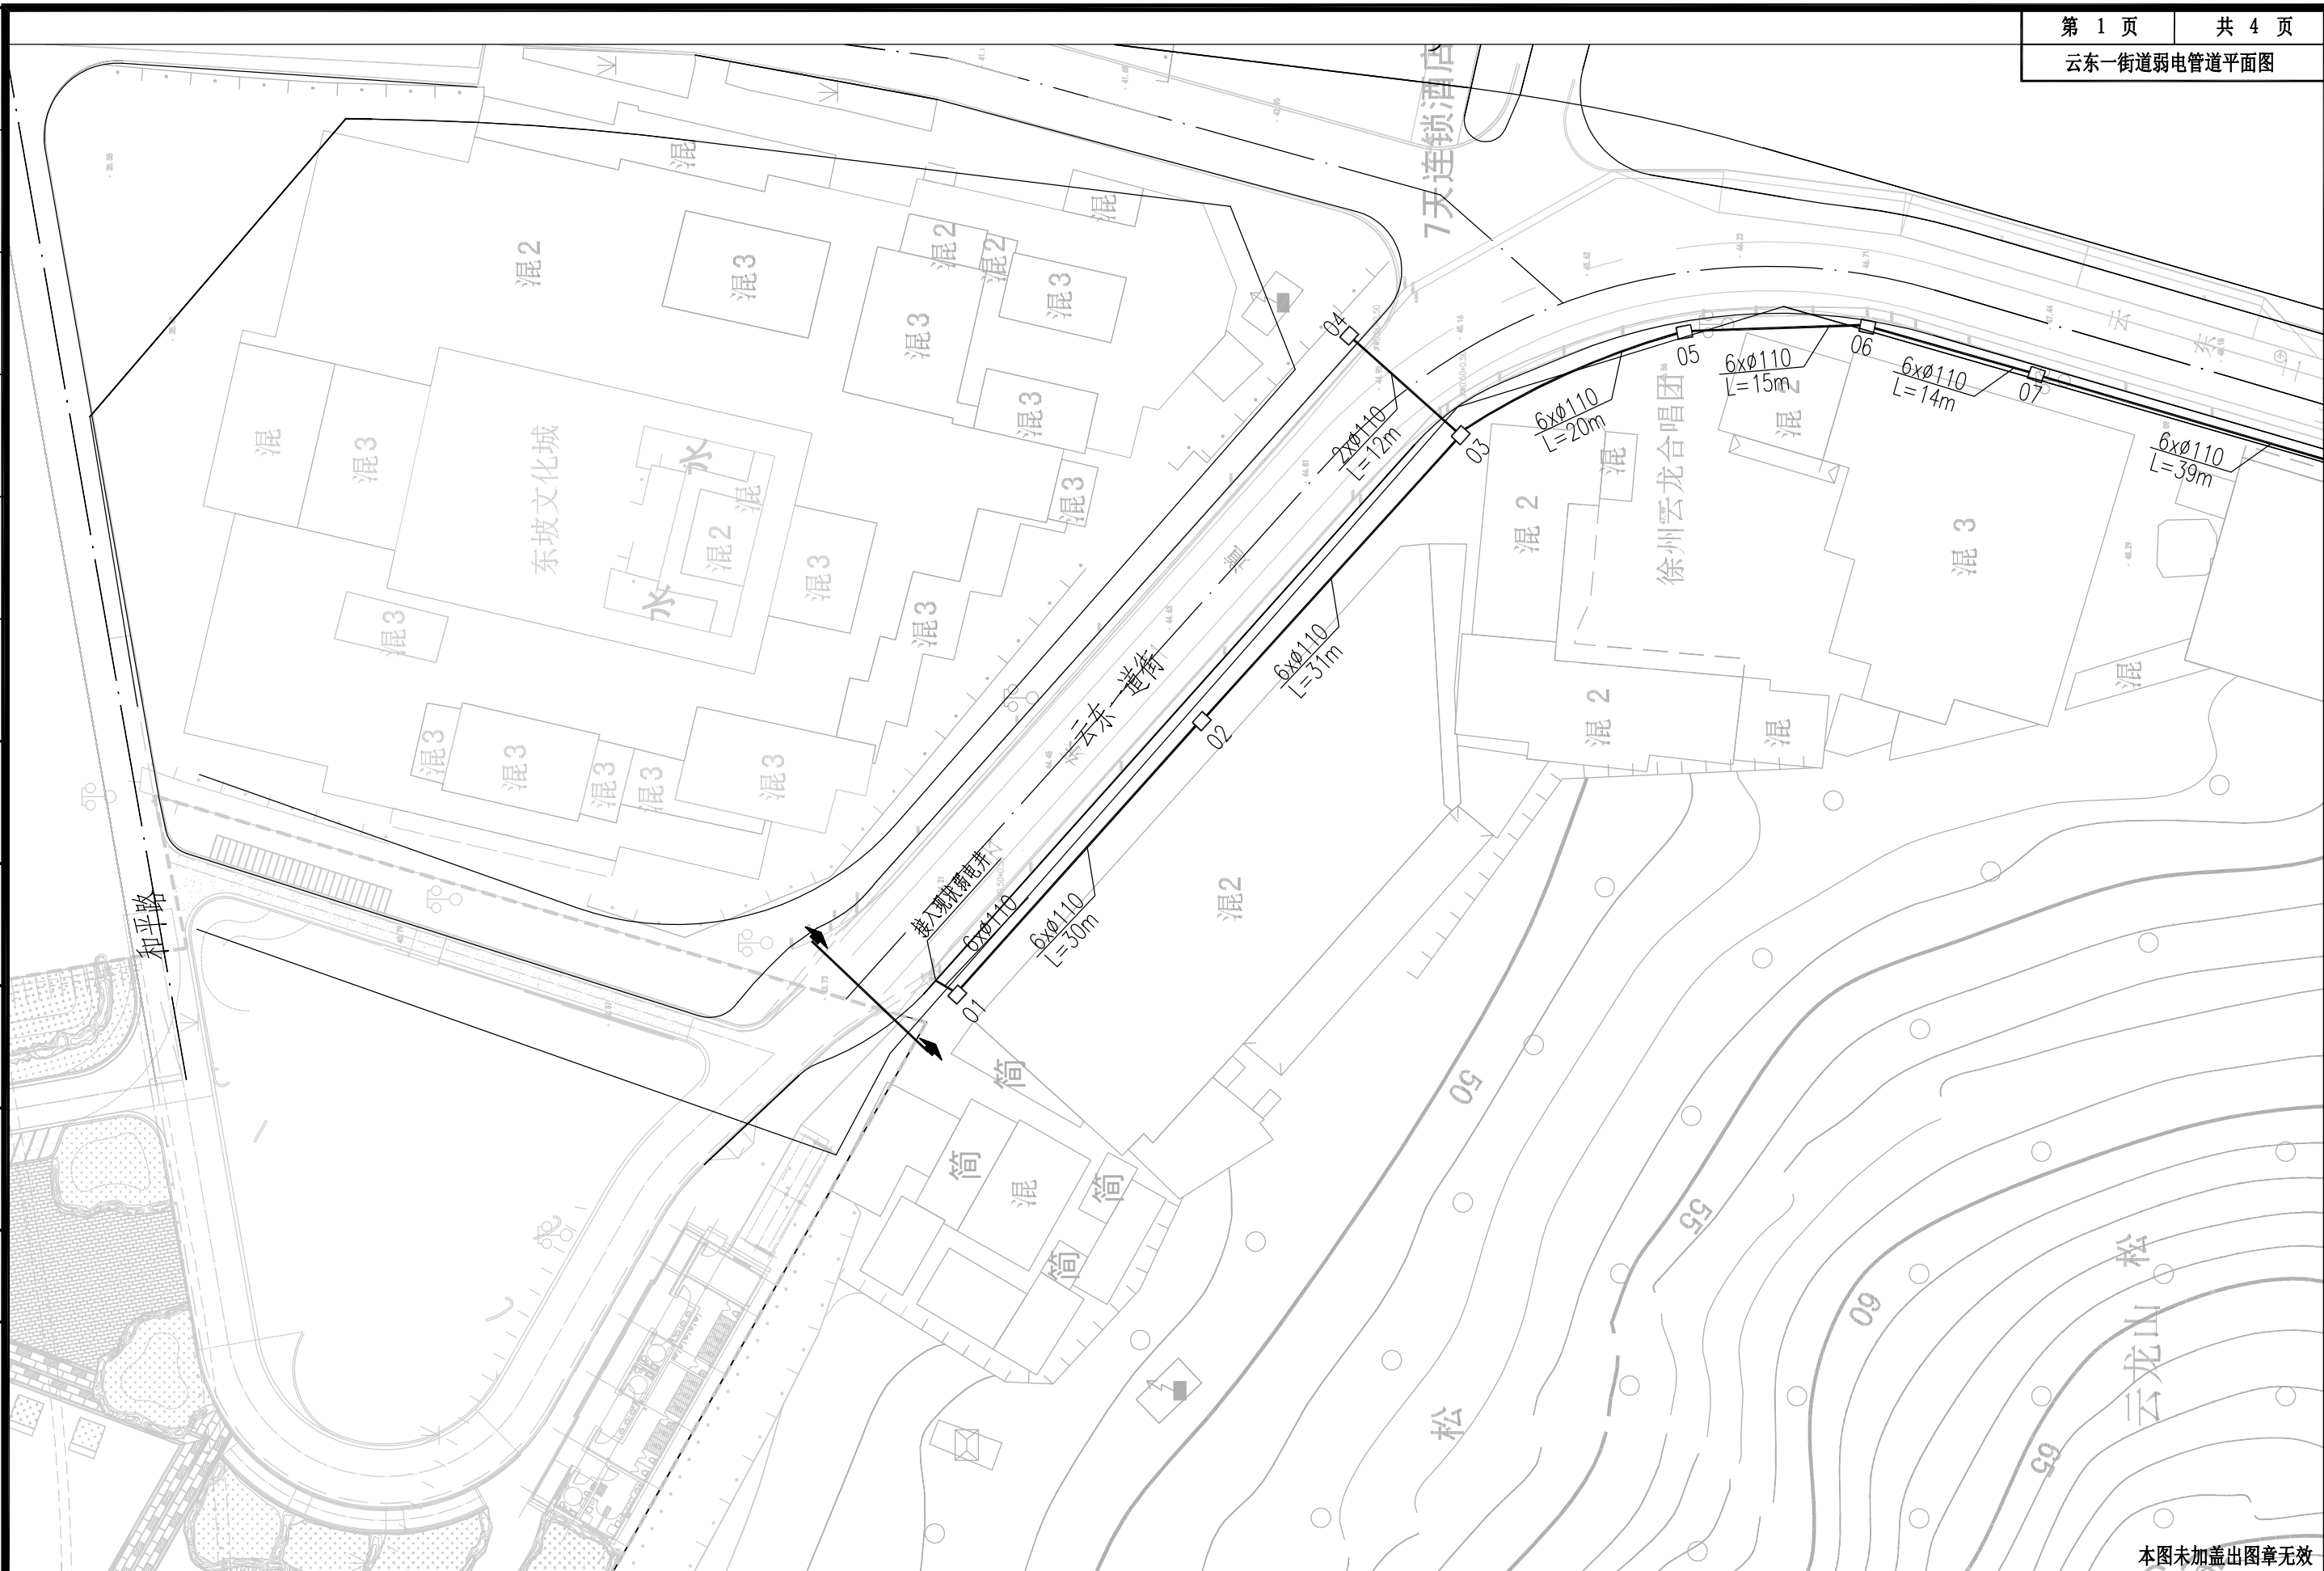 第 1 页 共 4 页
云东一街道弱电管道平面图
7天连锁酒店
混
混
混2
混3
混2
混2
混3
混3
混3
混
混3
东坡文化城
水
混
混2
水
混3
混3
混3
混3
混3
混3
混3
混3
混3
04
03
05
06
07
2xø110
L=12m
6xø110
L=20m
6xø110
L=15m
6xø110
L=14m
6xø110
L=39m
徐州云龙合唱团
混 2
混
混 2
混 3
混
混 2
混
云东一道街
6xø110
L=31m
02
接入现状弱电井
6xø110
6xø110
L=30m
01
混2
和平路
云
东
简
简
混
简
简
50
55
60
65
松
松
云龙山
本图未加盖出图章无效